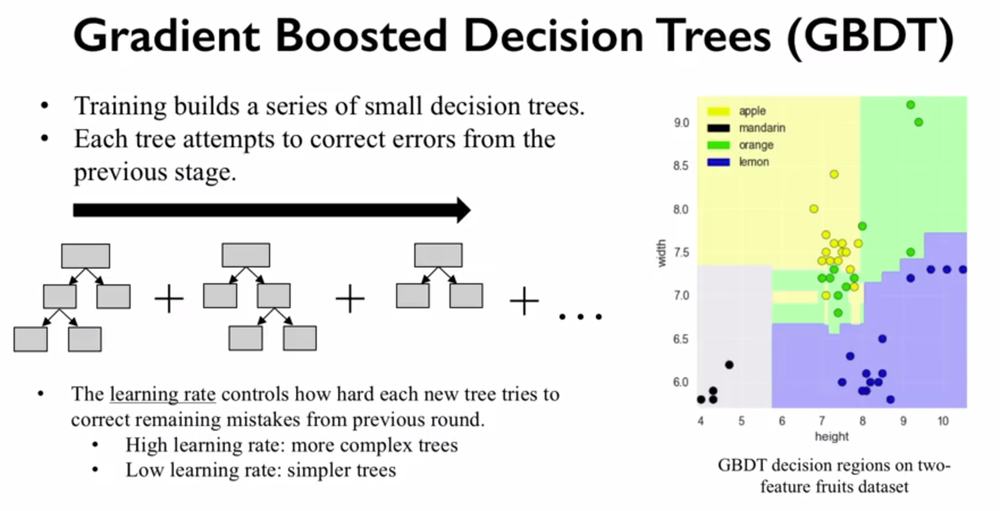 Gradient Boosted Decision Trees (GBDT)
• Training builds a series of small decision trees.
• Each tree attempts to correct errors from the
previous stage.
+ + + ...
• The learning rate controls how hard each new tree tries to
correct remaining mistakes from previous round.
• High learning rate: more complex trees
• Low learning rate: simpler trees
apple
mandarin
orange
lemon
9.0
8.5
8.0
7.5
7.0
6.5
6.0
width
4 5 6 7 8 9 10
height
GBDT decision regions on two-
feature fruits dataset